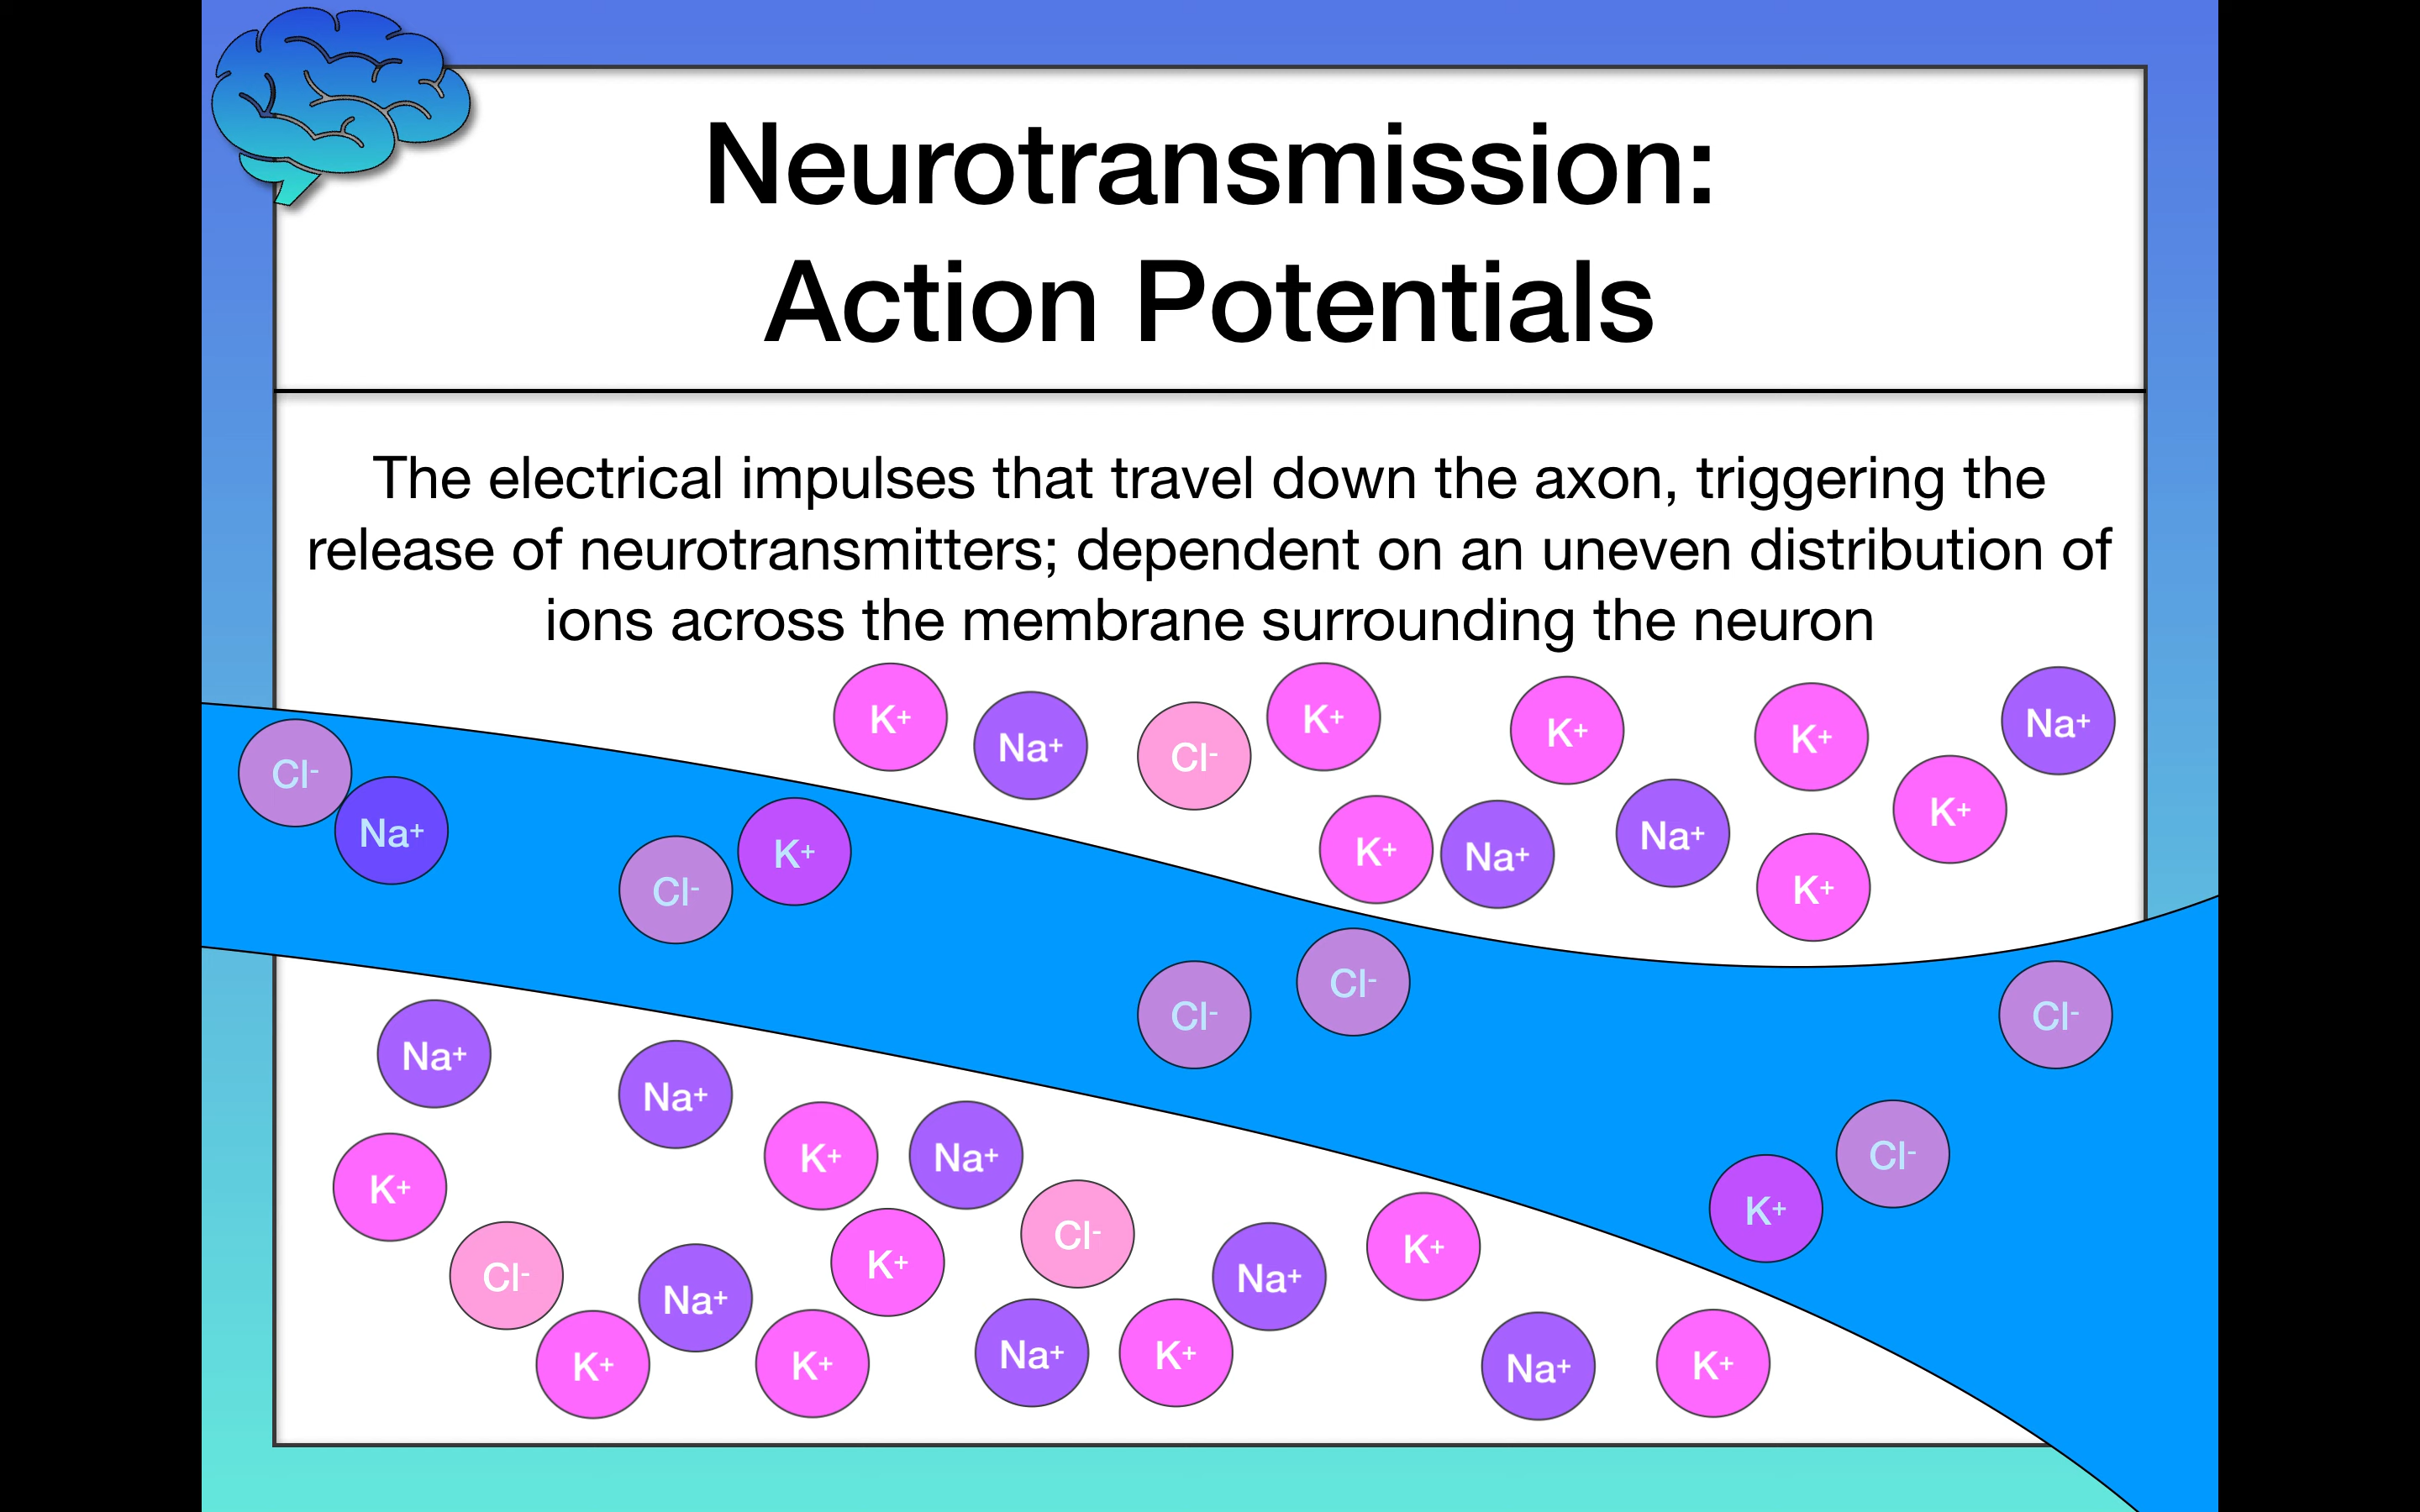 Neurotransmission:
Action Potentials
The electrical impulses that travel down the axon, triggering the
release of neurotransmitters; dependent on an uneven distribution of
ions across the membrane surrounding the neuron
K+ Na+ Cl- K+ K+ K+ Na+
Cl- Na+ Cl- K+ K+ Na+ Na+ K+ K+
Cl- Cl- Cl-
Na+ Na+ K+ Na+ K+ Cl-
K+ Cl- Na+ K+ Cl- Na+ K+
K+ K+ Na+ K+ Na+ K+